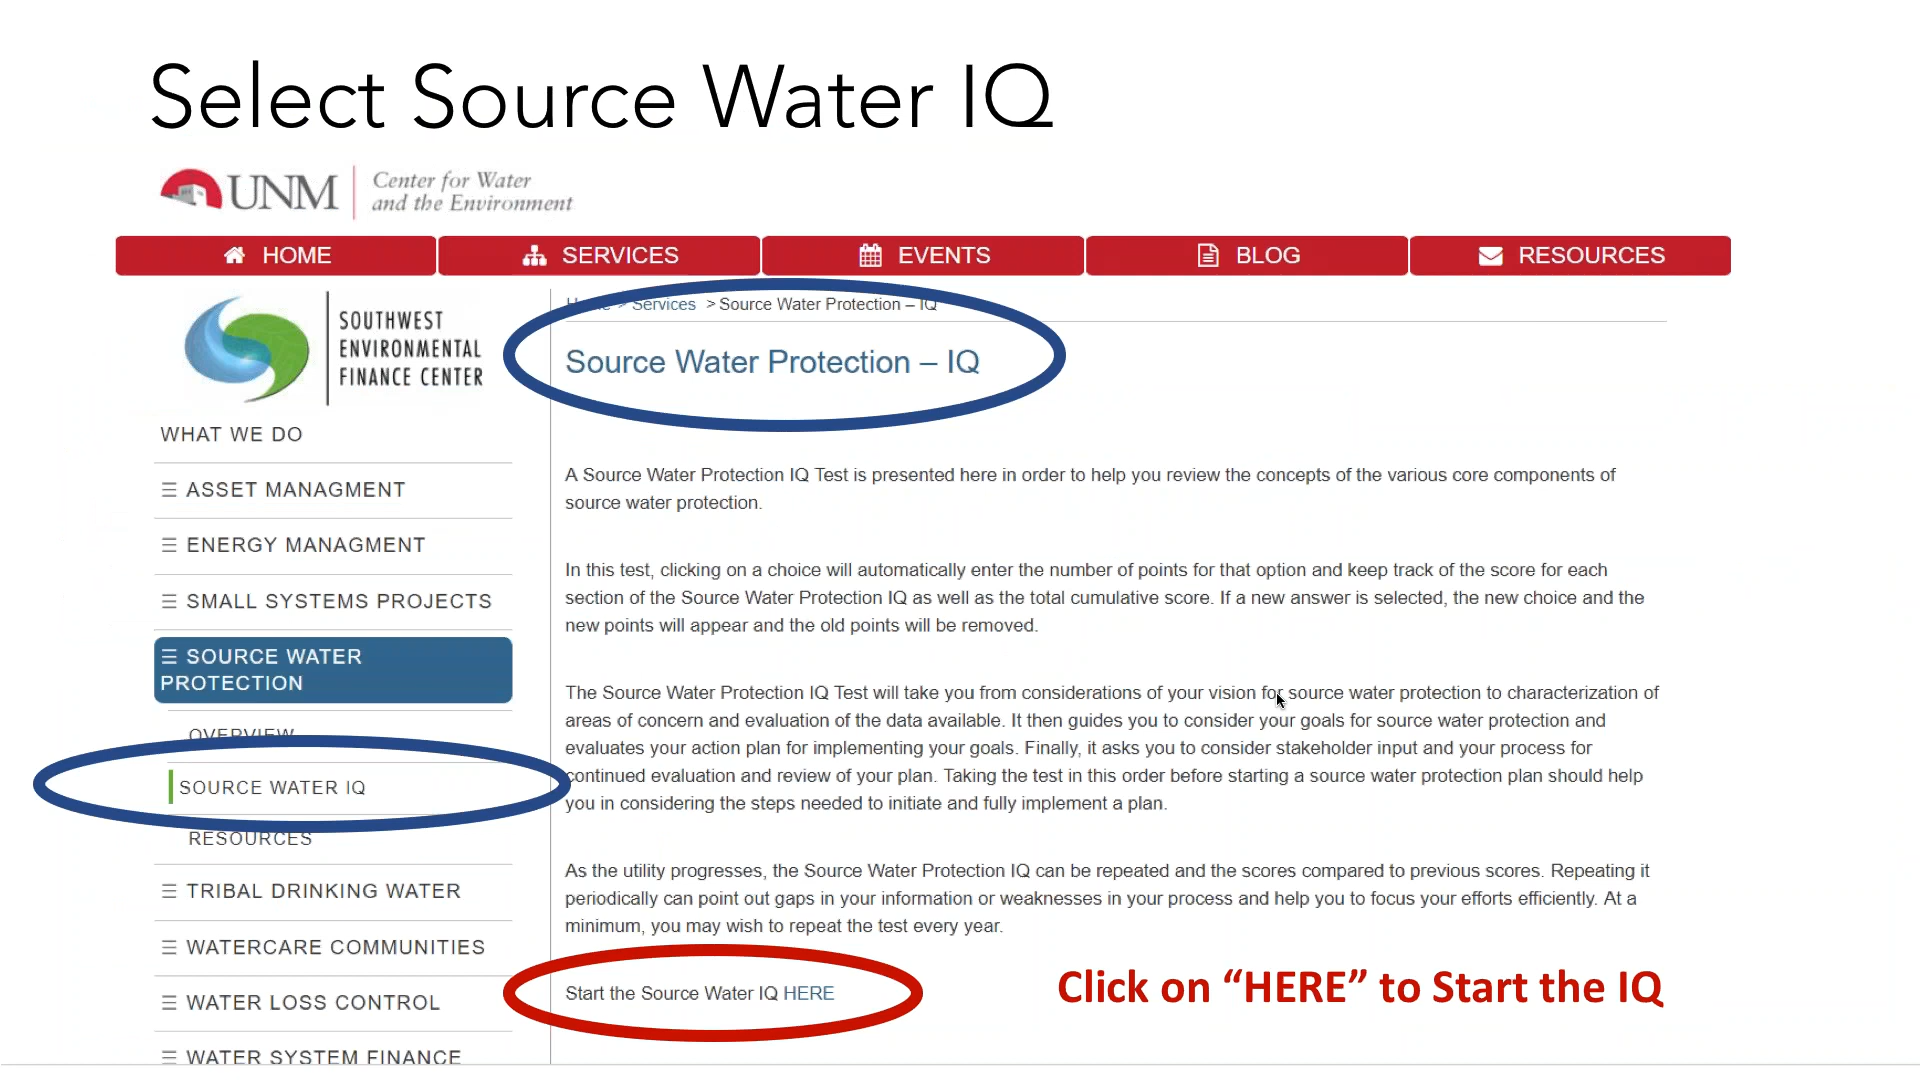 Select Source Water IQ
UNM
Center for Water
and the Environment
HOME
SERVICES
EVENTS
BLOG
RESOURCES
SOUTHWEST
ENVIRONMENTAL
FINANCE CENTER
WHAT WE DO
ASSET MANAGMENT
ENERGY MANAGMENT
SMALL SYSTEMS PROJECTS
SOURCE WATER
PROTECTION
OVERVIEW
SOURCE WATER IQ
RESOURCES
TRIBAL DRINKING WATER
WATERCARE COMMUNITIES
WATER LOSS CONTROL
WATER SYSTEM FINANCE
Home > Services > Source Water Protection – IQ
Source Water Protection – IQ
A Source Water Protection IQ Test is presented here in order to help you review the concepts of the various core components of
source water protection.
In this test, clicking on a choice will automatically enter the number of points for that option and keep track of the score for each
section of the Source Water Protection IQ as well as the total cumulative score. If a new answer is selected, the new choice and the
new points will appear and the old points will be removed.
The Source Water Protection IQ Test will take you from considerations of your vision for source water protection to characterization of
areas of concern and evaluation of the data available. It then guides you to consider your goals for source water protection and
evaluates your action plan for implementing your goals. Finally, it asks you to consider stakeholder input and your process for
continued evaluation and review of your plan. Taking the test in this order before starting a source water protection plan should help
you in considering the steps needed to initiate and fully implement a plan.
As the utility progresses, the Source Water Protection IQ can be repeated and the scores compared to previous scores. Repeating it
periodically can point out gaps in your information or weaknesses in your process and help you to focus your efforts efficiently. At a
minimum, you may wish to repeat the test every year.
Start the Source Water IQ HERE
Click on “HERE” to Start the IQ